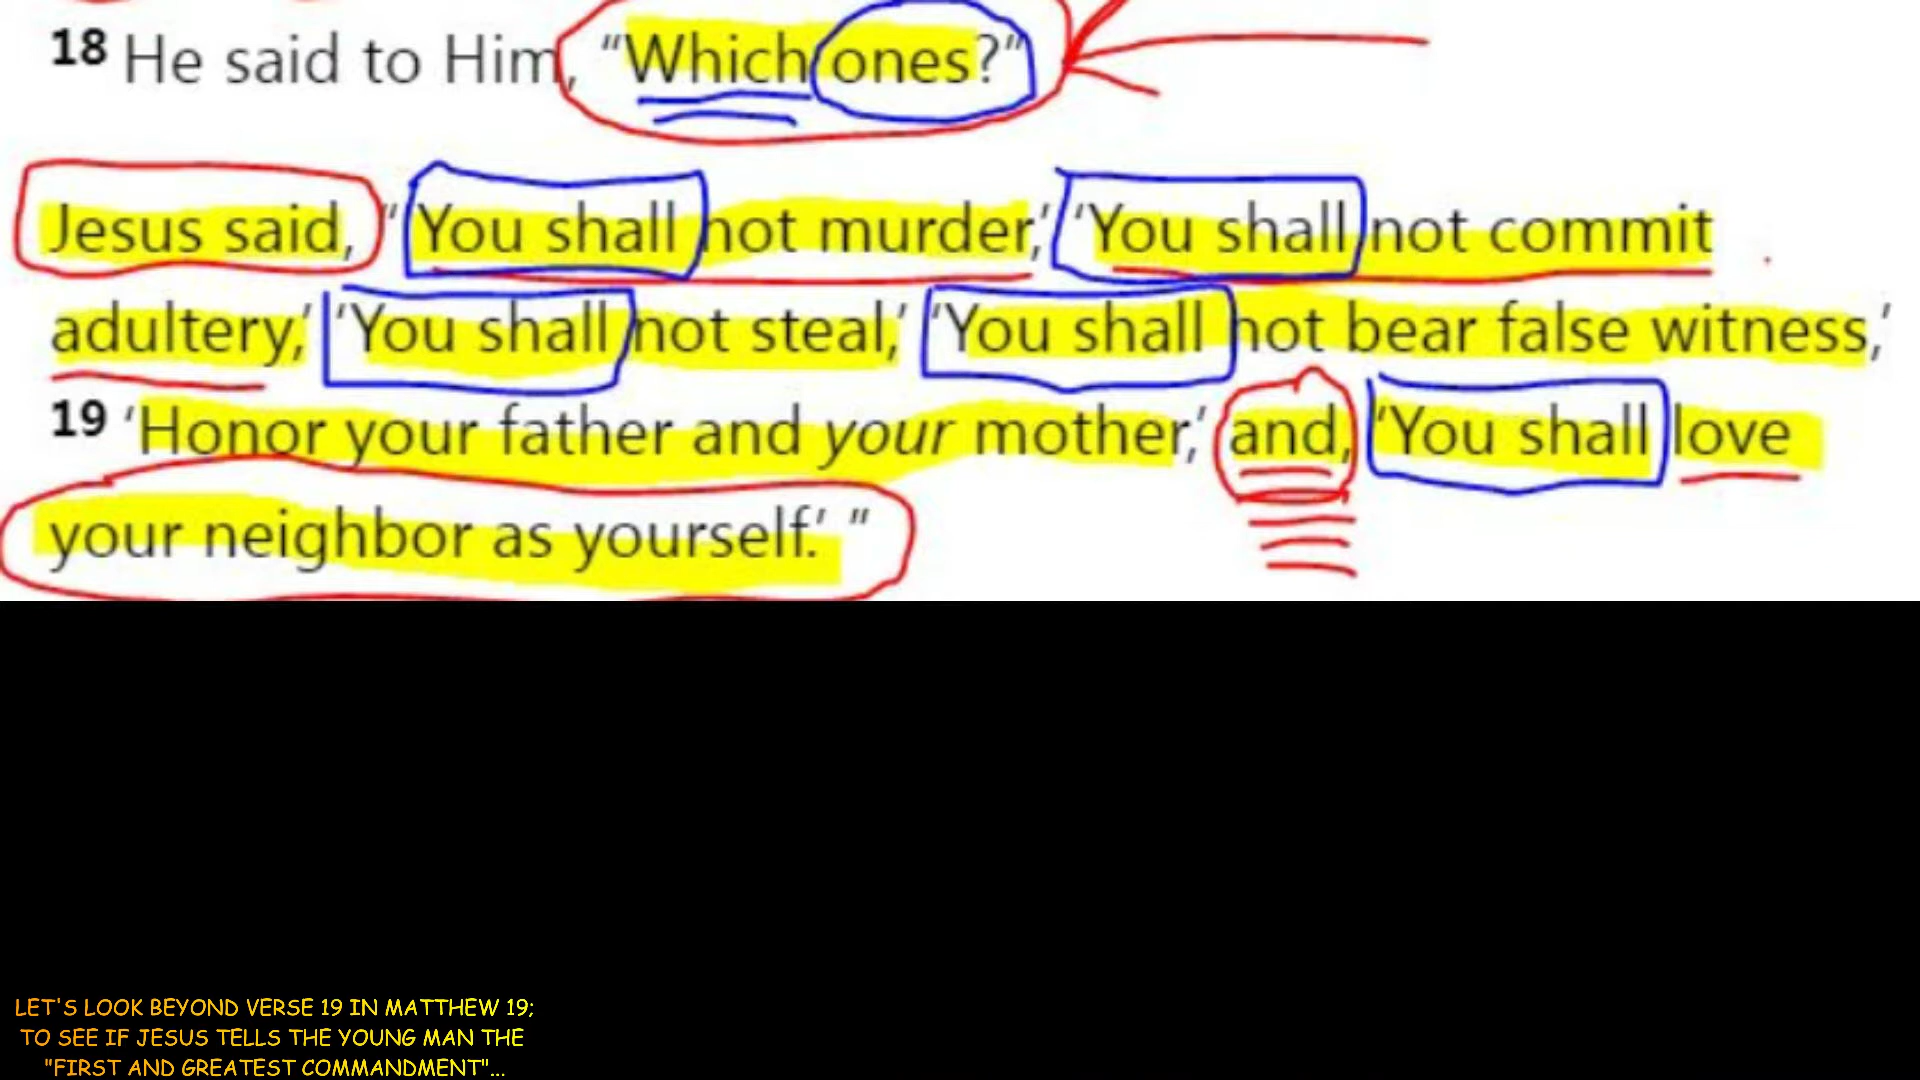 18 He said to Him, “Which ones?”
Jesus said, “ ‘You shall not murder,’ ‘You shall not commit
adultery,’ ‘You shall not steal,’ ‘You shall not bear false witness,’
19 ‘Honor your father and your mother,’ and, ‘You shall love
your neighbor as yourself.’ ”
LET'S LOOK BEYOND VERSE 19 IN MATTHEW 19;
TO SEE IF JESUS TELLS THE YOUNG MAN THE
"FIRST AND GREATEST COMMANDMENT"...